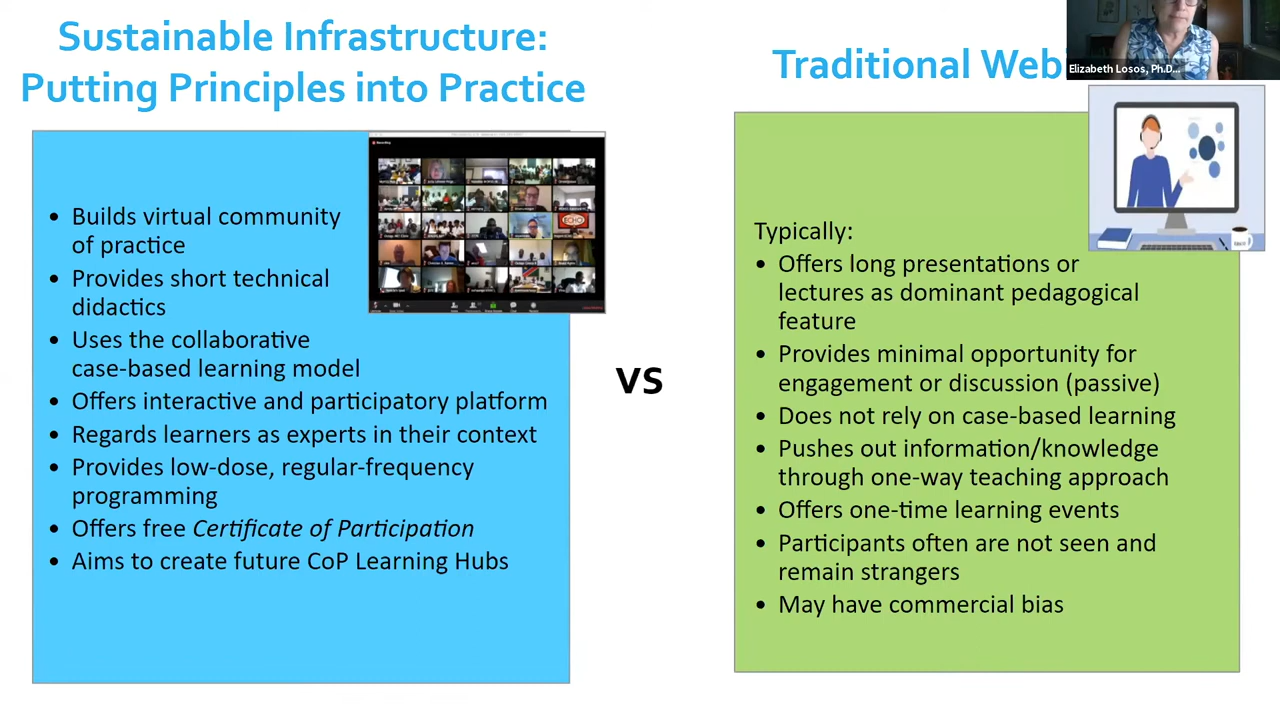 Sustainable Infrastructure:
Putting Principles into Practice
• Builds virtual community
of practice
• Provides short technical
didactics
• Uses the collaborative
case-based learning model
• Offers interactive and participatory platform
• Regards learners as experts in their context
• Provides low-dose, regular-frequency
programming
• Offers free Certificate of Participation
• Aims to create future CoP Learning Hubs
ECHO
vs
Traditional Webi
Elizabeth Losos, Ph.D...
Typically:
• Offers long presentations or
lectures as dominant pedagogical
feature
• Provides minimal opportunity for
engagement or discussion (passive)
• Does not rely on case-based learning
• Pushes out information/knowledge
through one-way teaching approach
• Offers one-time learning events
• Participants often are not seen and
remain strangers
• May have commercial bias